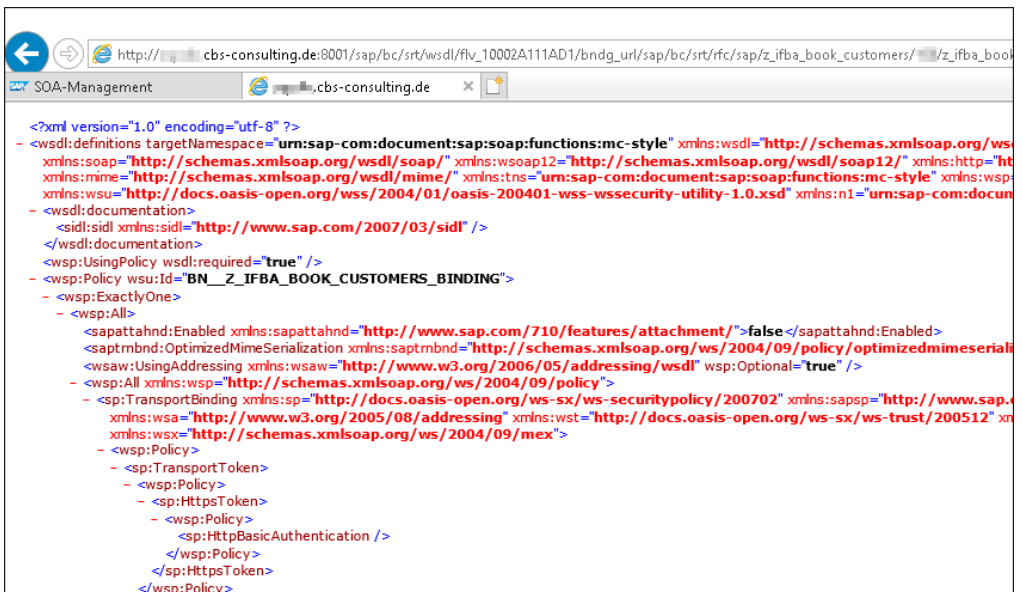 http:// .cbs-consulting.de:8001/sap/bc/srt/wsdl/flv_10002A111AD1/bndg_url/sap/bc/srt/rfc/sap/z_ifba_book_customers/ /z_ifba_book
SAP SOA-Management
.cbs-consulting.de ×
<?xml version="1.0" encoding="utf-8" ?>
- <wsdl:definitions targetNamespace="urn:sap-com:document:sap:soap:functions:mc-style" xmlns:wsdl="http://schemas.xmlsoap.org/ws
xmlns:soap="http://schemas.xmlsoap.org/wsdl/soap/" xmlns:wsoap12="http://schemas.xmlsoap.org/wsdl/soap12/" xmlns:http="ht
xmlns:mime="http://schemas.xmlsoap.org/wsdl/mime/" xmlns:tns="urn:sap-com:document:sap:soap:functions:mc-style" xmlns:wsp=
xmlns:wsu="http://docs.oasis-open.org/wss/2004/01/oasis-200401-wss-wssecurity-utility-1.0.xsd" xmlns:n1="urn:sap-com:docum
- <wsdl:documentation>
<sidl:sidl xmlns:sidl="http://www.sap.com/2007/03/sidl" />
</wsdl:documentation>
<wsp:UsingPolicy wsdl:required="true" />
- <wsp:Policy wsu:Id="BN__Z_IFBA_BOOK_CUSTOMERS_BINDING">
- <wsp:ExactlyOne>
- <wsp:All>
<sapattahnd:Enabled xmlns:sapattahnd="http://www.sap.com/710/features/attachment/">false</sapattahnd:Enabled>
<saptrnbnd:OptimizedMimeSerialization xmlns:saptrnbnd="http://schemas.xmlsoap.org/ws/2004/09/policy/optimizedmimeseriali
<wsaw:UsingAddressing xmlns:wsaw="http://www.w3.org/2006/05/addressing/wsdl" wsp:Optional="true" />
- <wsp:All xmlns:wsp="http://schemas.xmlsoap.org/ws/2004/09/policy">
- <sp:TransportBinding xmlns:sp="http://docs.oasis-open.org/ws-sx/ws-securitypolicy/200702" xmlns:sapsp="http://www.sap.
xmlns:wsa="http://www.w3.org/2005/08/addressing" xmlns:wst="http://docs.oasis-open.org/ws-sx/ws-trust/200512" xn
xmlns:wsx="http://schemas.xmlsoap.org/ws/2004/09/mex">
- <wsp:Policy>
- <sp:TransportToken>
- <wsp:Policy>
- <sp:HttpsToken>
- <wsp:Policy>
<sp:HttpBasicAuthentication />
</wsp:Policy>
</sp:HttpsToken>
</wsp:Policy>